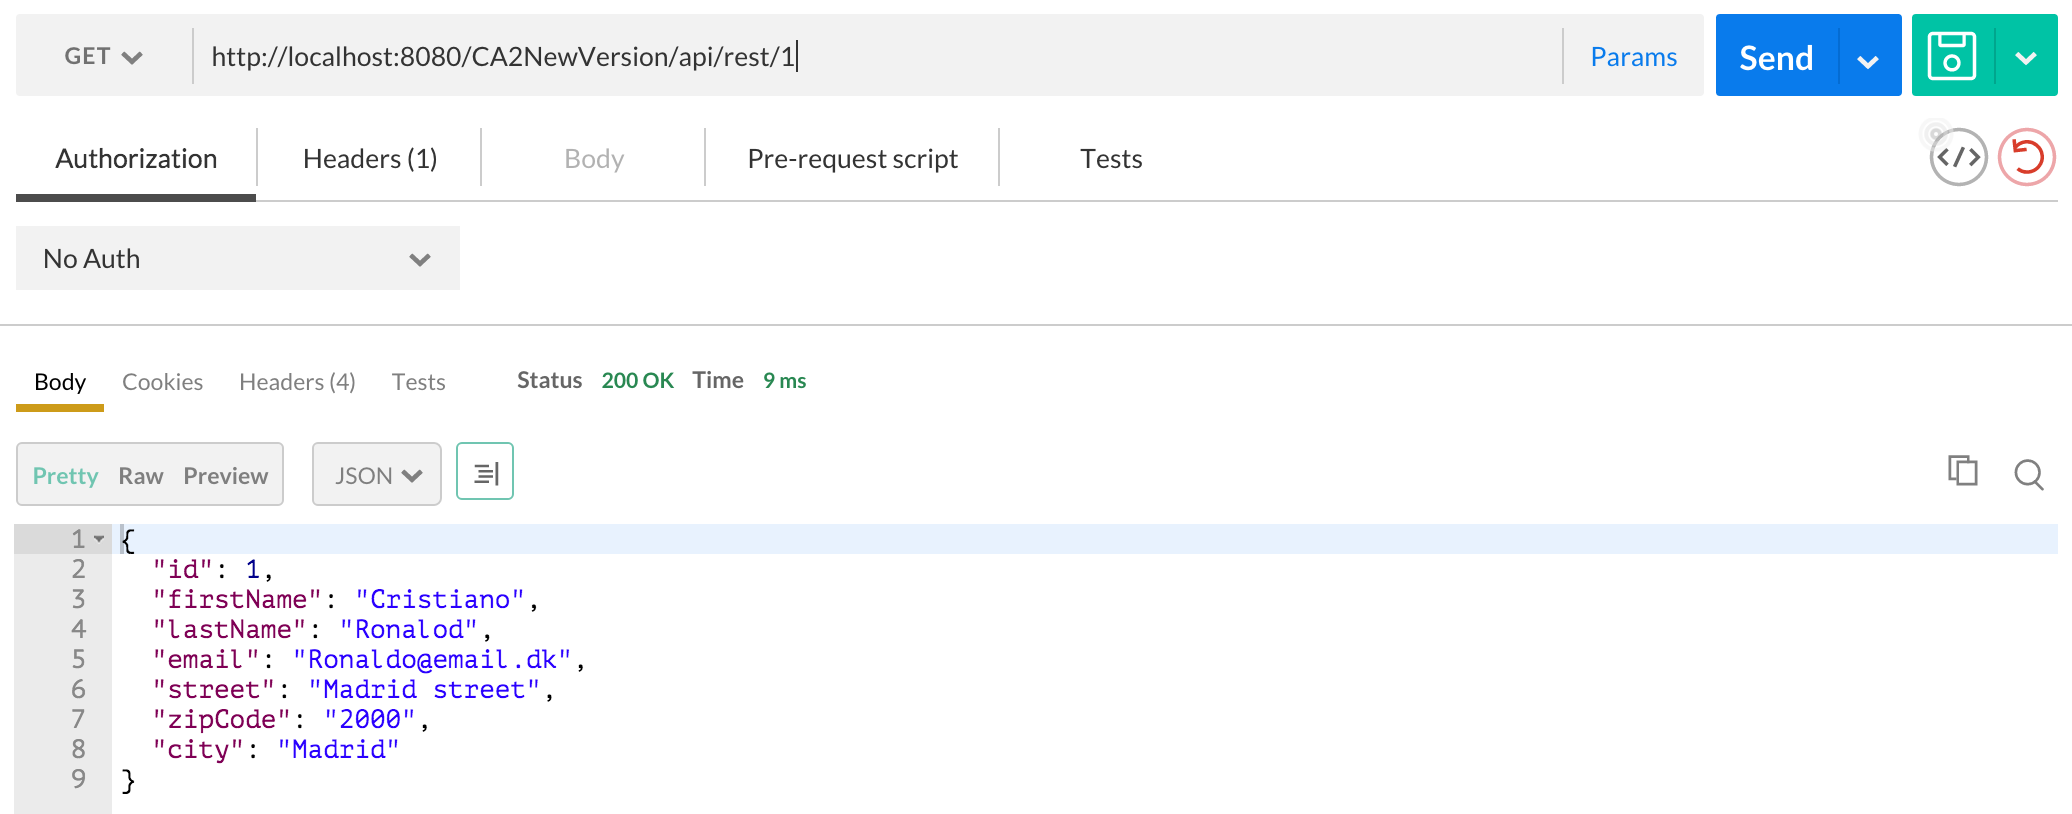 GET http://localhost:8080/CA2NewVersion/api/rest/1 Params Send
Authorization Headers (1) Body Pre-request script Tests </>
No Auth
Body Cookies Headers (4) Tests Status 200 OK Time 9 ms
Pretty Raw Preview JSON
1 {
2 "id": 1,
3 "firstName": "Cristiano",
4 "lastName": "Ronalod",
5 "email": "Ronaldo@email.dk",
6 "street": "Madrid street",
7 "zipCode": "2000",
8 "city": "Madrid"
9 }